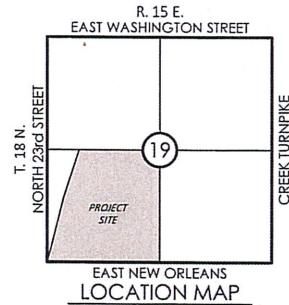 R. 15 E.
EAST WASHINGTON STREET
T. 18 N.
NORTH 23rd STREET
19
CREEK TURNPIKE
PROJECT
SITE
EAST NEW ORLEANS
LOCATION MAP